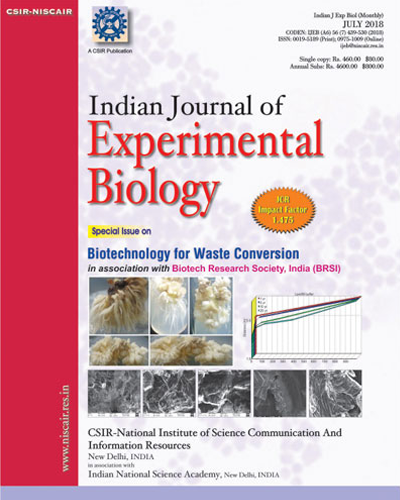 CSIR-NISCAIR
Indian J Exp Biol (Monthly)
JULY 2018
CODEN: IJEB (A6) 56 (7) 439-530 (2018)
ISSN: 0019-5189 (Print), 0975-1009 (Online)
ijeb@niscair.res.in
A CSIR Publication
Single copy: Rs. 460.00 $80.00
Annual Subs: Rs. 4600.00 $800.00
Indian Journal of
Experimental
Biology
JCR
Impact Factor
1.475
Special Issue on
Biotechnology for Waste Conversion
in association with Biotech Research Society, India (BRSI)
www.niscair.res.in
CSIR-National Institute of Science Communication And
Information Resources
New Delhi, INDIA
in association with
Indian National Science Academy, New Delhi, INDIA